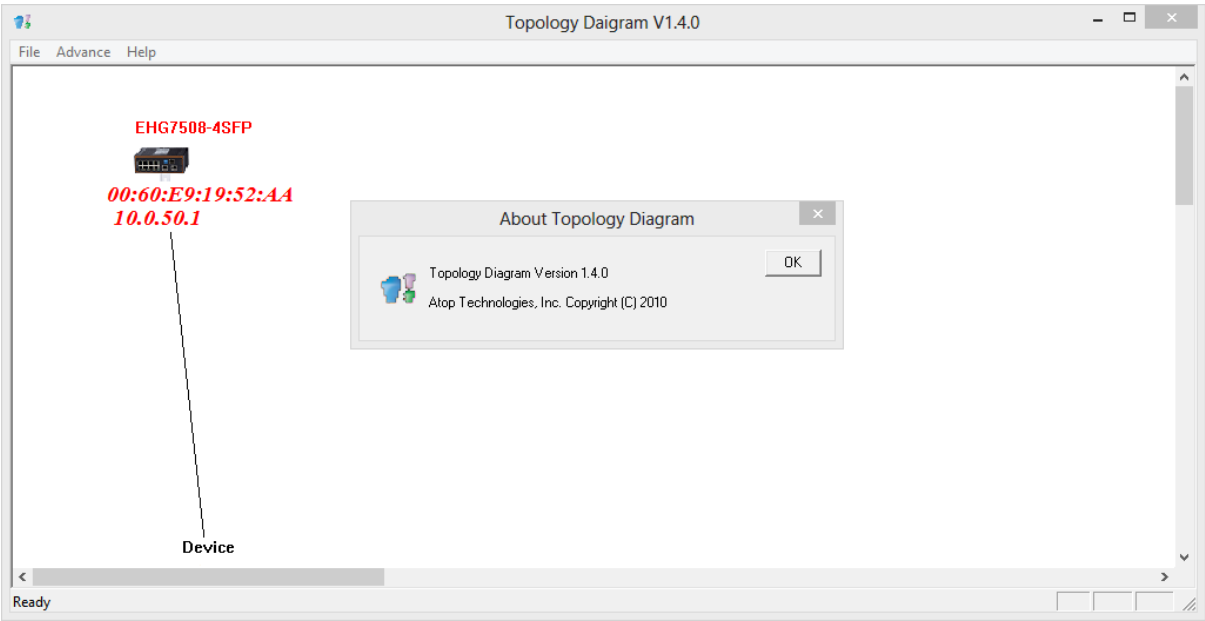 Topology Daigram V1.4.0
File Advance Help
EHG7508-4SFP
00:60:E9:19:52:AA
10.0.50.1
About Topology Diagram
OK
Topology Diagram Version 1.4.0
Atop Technologies, Inc. Copyright (C) 2010
Device
Ready